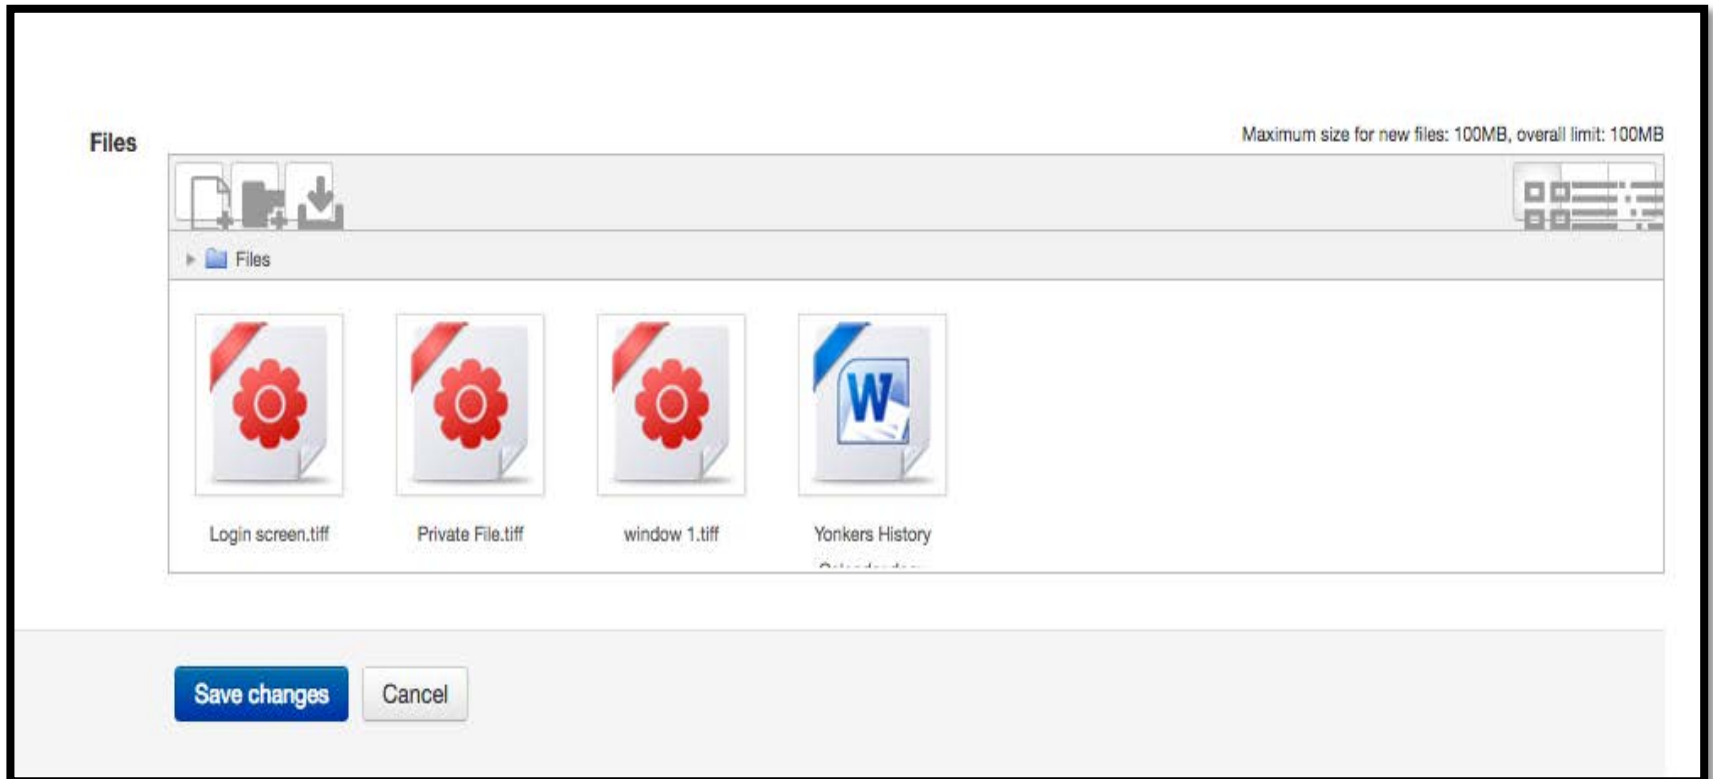 Files
Maximum size for new files: 100MB, overall limit: 100MB
Files
W
Login screen.tiff
Private File.tiff
window 1.tiff
Yonkers History
Save changes
Cancel